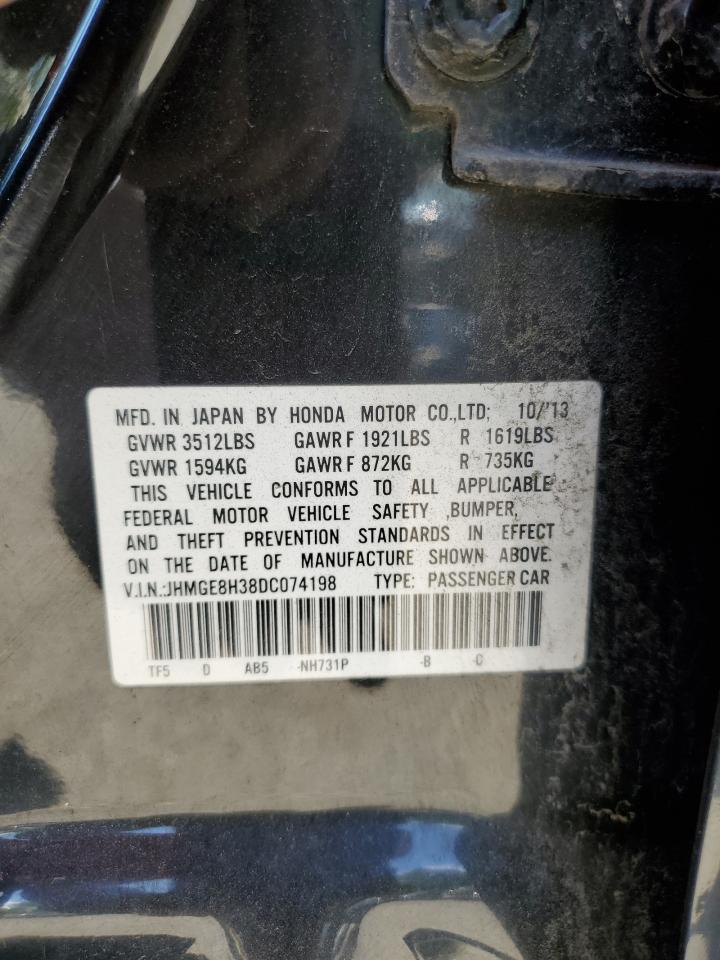 MFD. IN JAPAN BY HONDA MOTOR CO.,LTD; 10/'13
GVWR 3512LBS GAWR F 1921LBS R 1619LBS
GVWR 1594KG GAWR F 872KG R 735KG
THIS VEHICLE CONFORMS TO ALL APPLICABLE
FEDERAL MOTOR VEHICLE SAFETY ,BUMPER,
AND THEFT PREVENTION STANDARDS IN EFFECT
ON THE DATE OF MANUFACTURE SHOWN ABOVE.
V.I.N.:JHMGE8H38DC074198 TYPE: PASSENGER CAR
TF5 D AB5 -NH731P -B -C